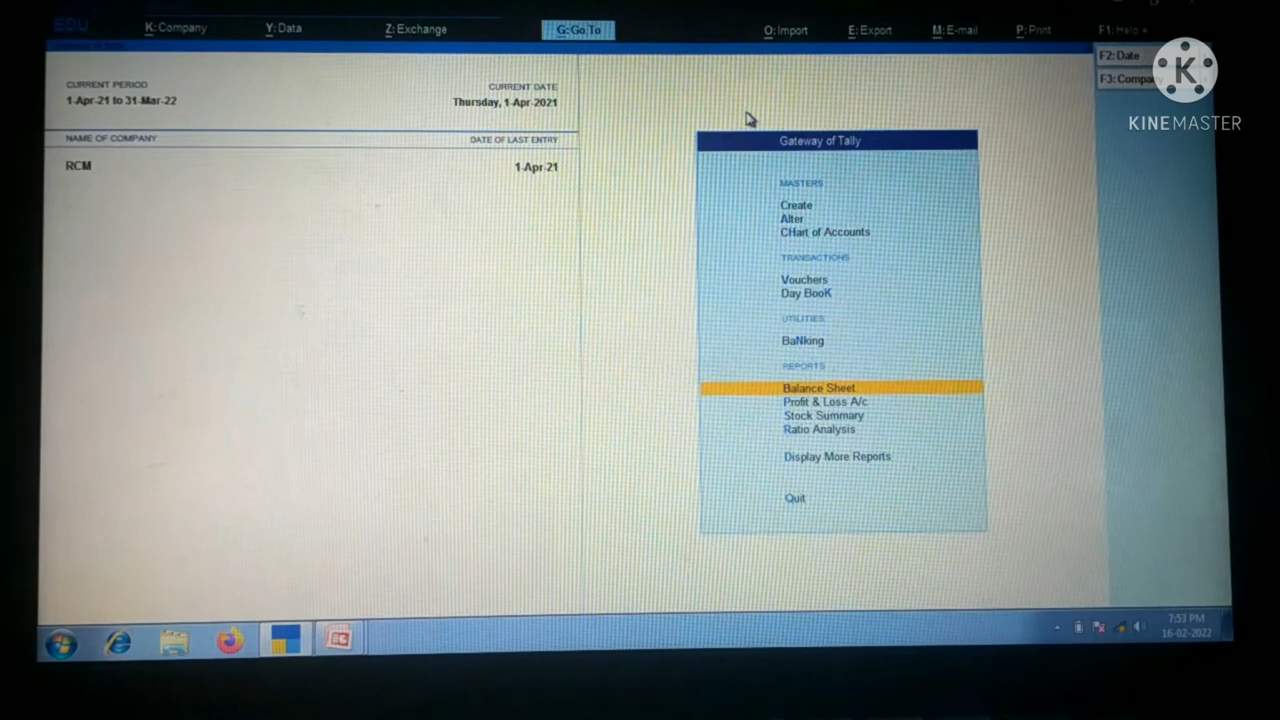 EDU
K:Company Y:Data Z:Exchange G:Go To O:Import E:Export M:E-mail P:Print F1:Help
F2:Date
F3:Company
K
KINEMASTER
CURRENT PERIOD CURRENT DATE
1-Apr-21 to 31-Mar-22 Thursday, 1-Apr-2021
NAME OF COMPANY DATE OF LAST ENTRY
RCM 1-Apr-21
Gateway of Tally
MASTERS
Create
Alter
CHart of Accounts
TRANSACTIONS
Vouchers
Day BooK
UTILITIES
BaNking
REPORTS
Balance Sheet
Profit & Loss A/c
Stock Summary
Ratio Analysis
Display More Reports
Quit
7:53 PM
16-02-2022